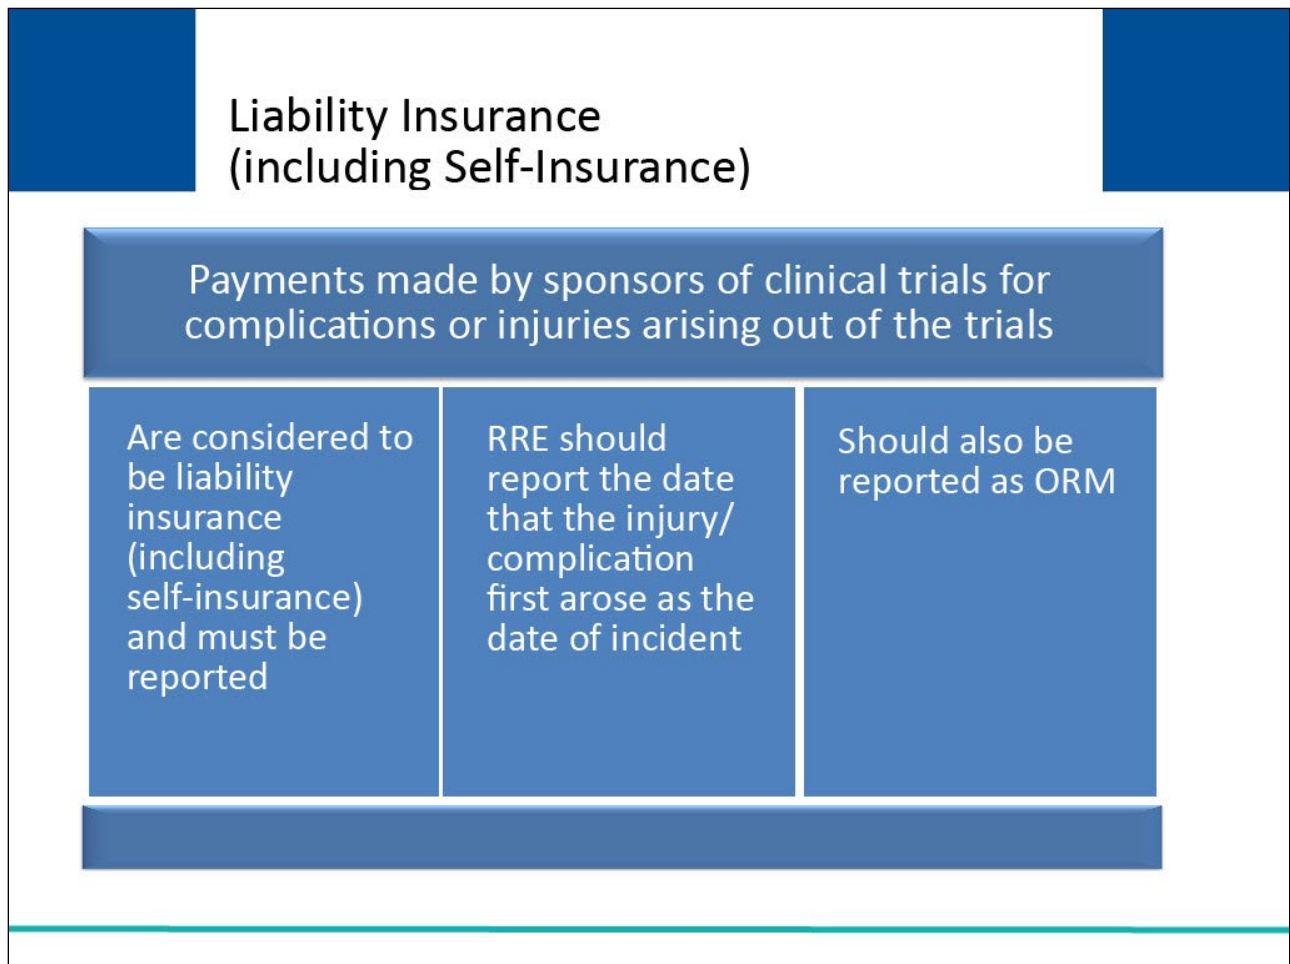 Liability Insurance
(including Self-Insurance)
Payments made by sponsors of clinical trials for
complications or injuries arising out of the trials
Are considered to
be liability
insurance
(including
self-insurance)
and must be
reported
RRE should
report the date
that the injury/
complication
first arose as the
date of incident
Should also be
reported as ORM